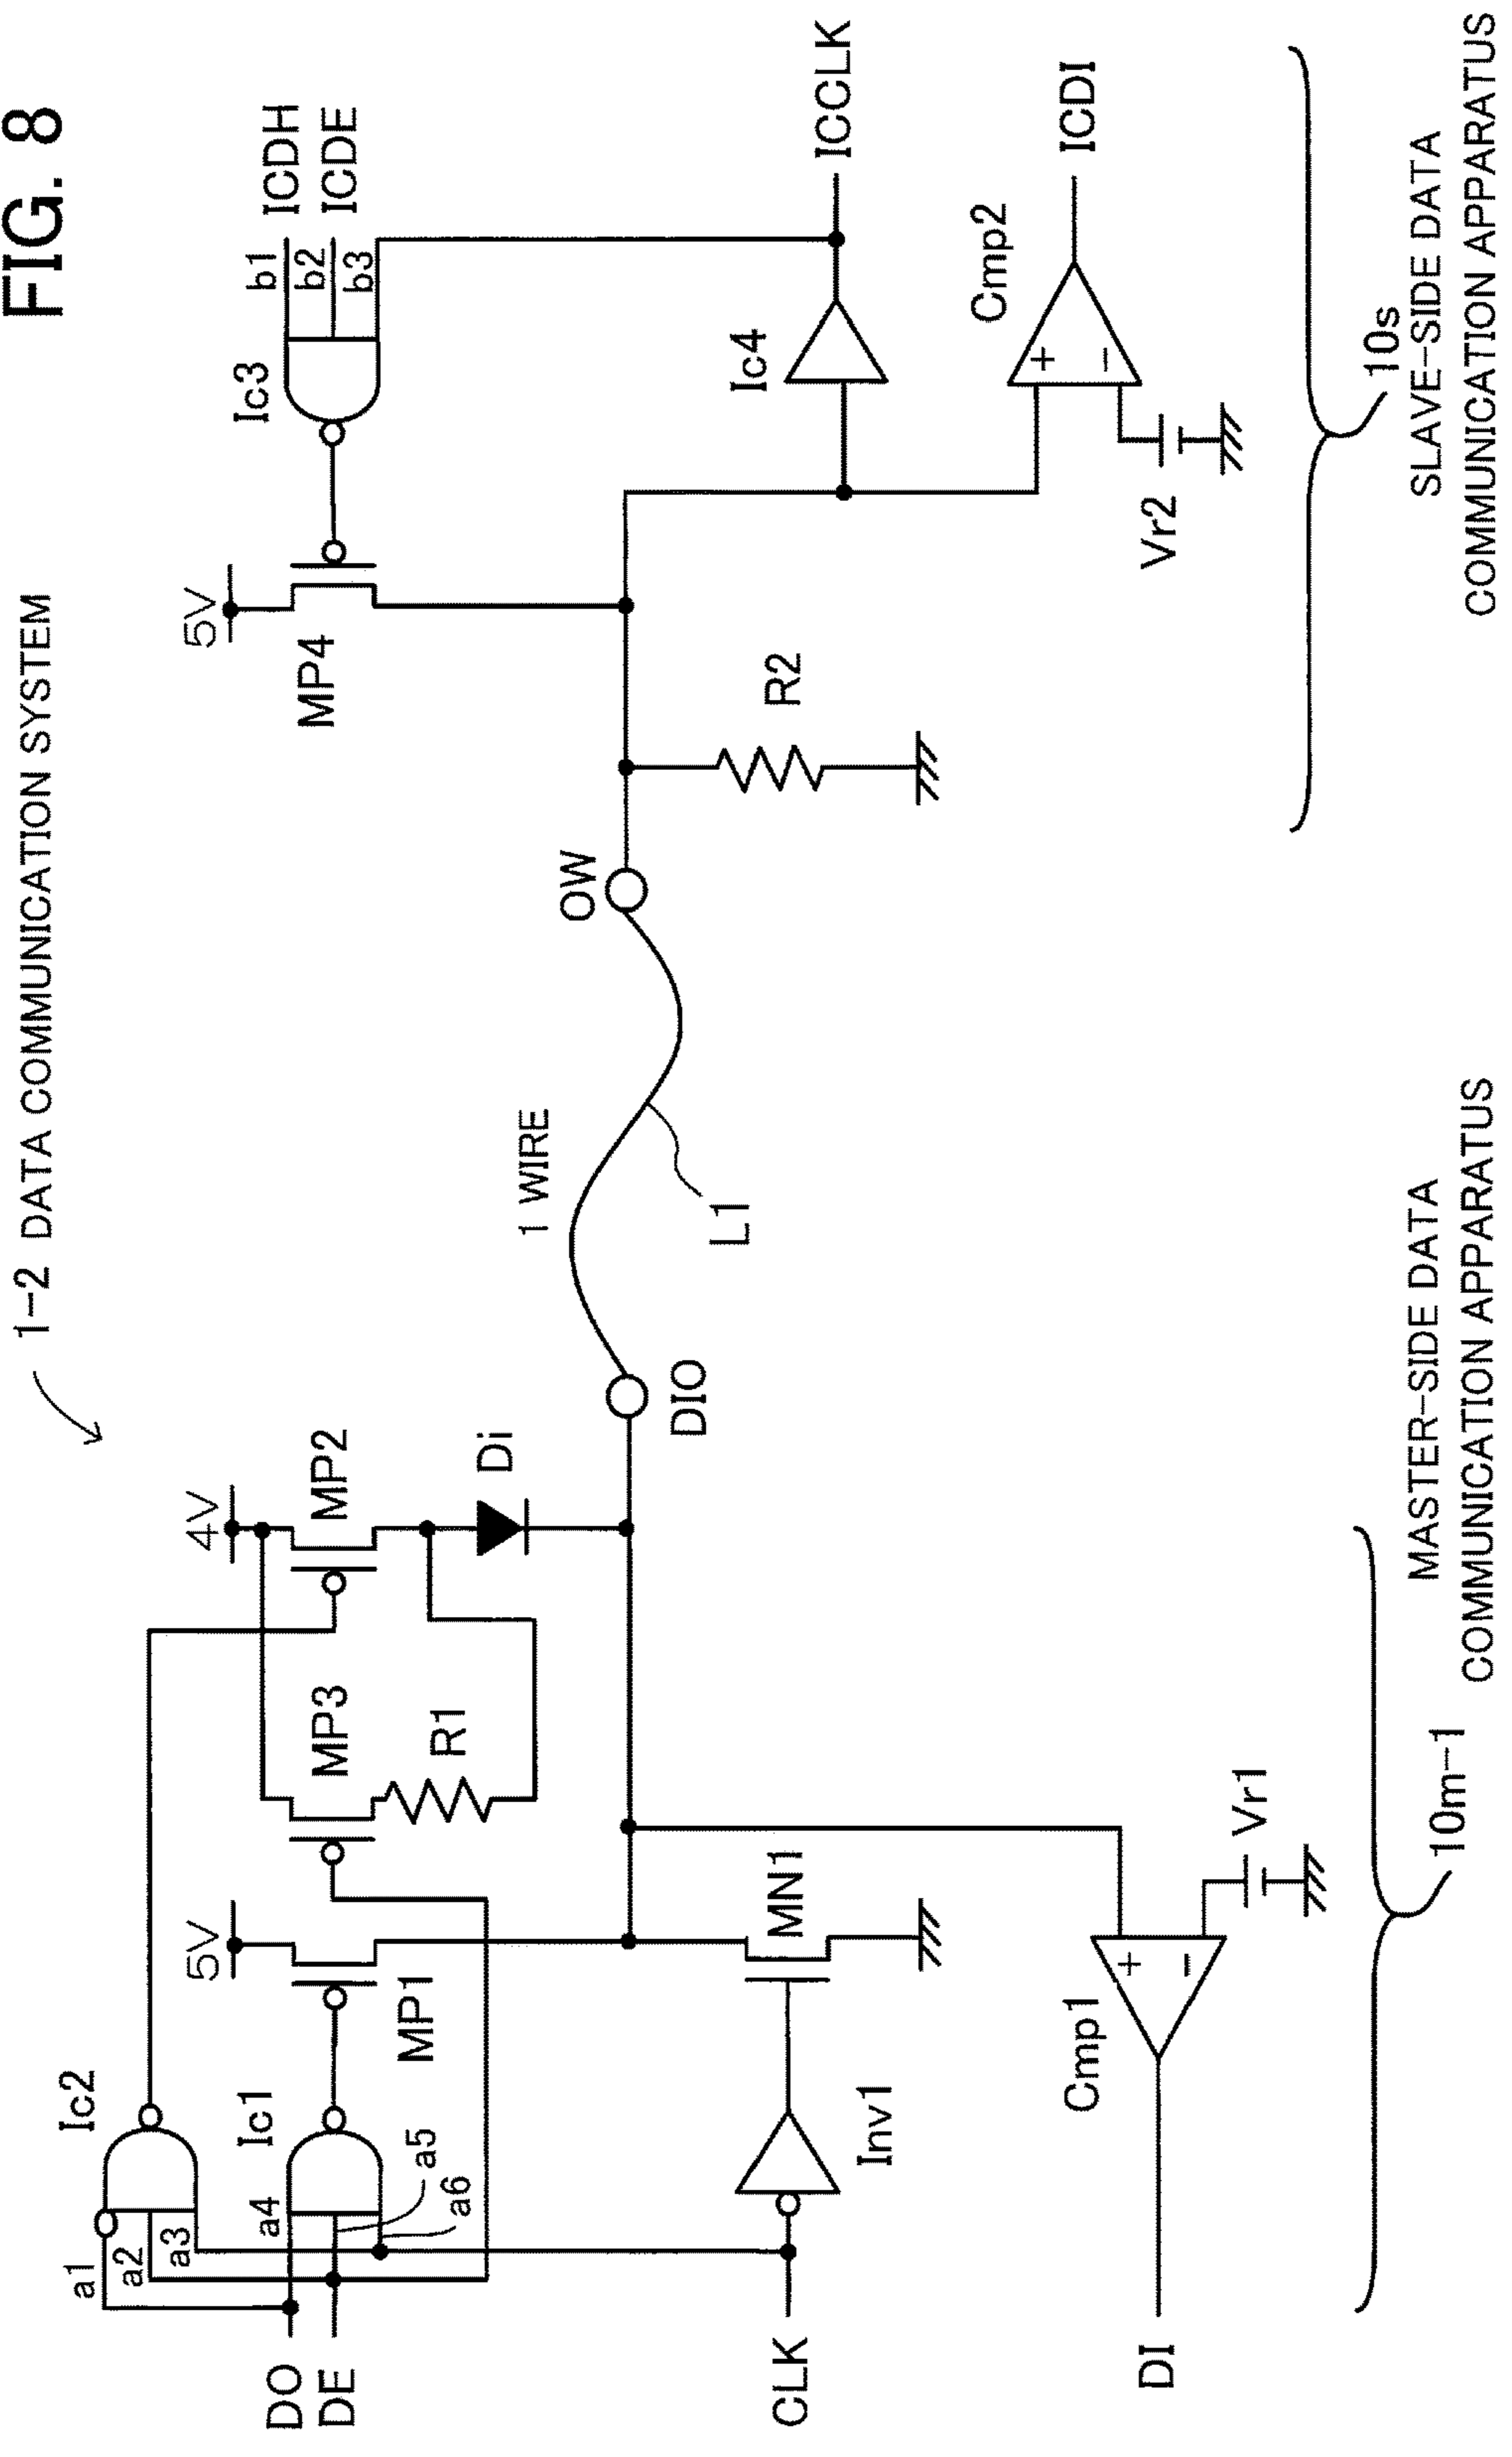 FIG. 8
1-2 DATA COMMUNICATION SYSTEM
Ic2
a1
a2
a3
DO
DE
a4
Ic1
a5
a6
5V
MP1
MP3
R1
4V
MP2
Di
CLK
Inv1
MN1
DIO
1 WIRE
L1
OW
DI
Cmp1
+
-
Vr1
5V
MP4
Ic3
b1
b2
b3
ICDH
ICDE
R2
Ic4
ICCLK
Cmp2
+
-
Vr2
ICDI
10m-1
MASTER-SIDE DATA
COMMUNICATION APPARATUS
10s
SLAVE-SIDE DATA
COMMUNICATION APPARATUS